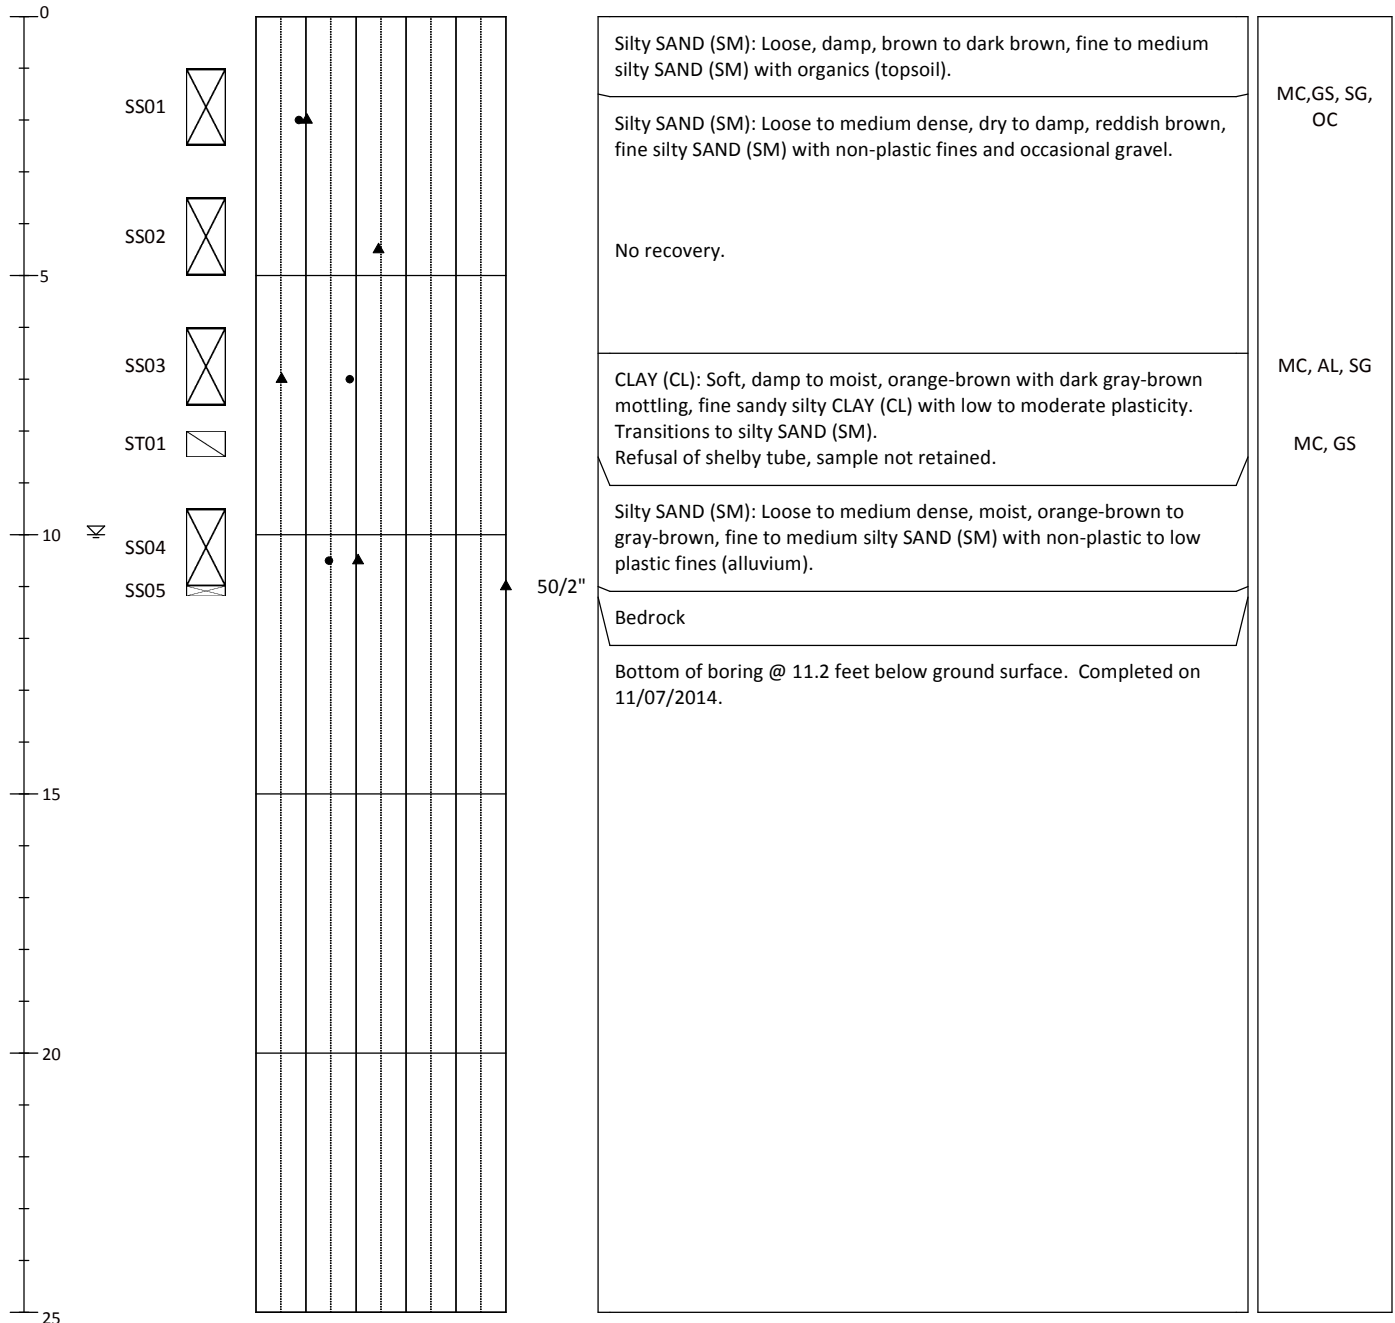 0
Silty SAND (SM): Loose, damp, brown to dark brown, fine to medium
silty SAND (SM) with organics (topsoil).
MC,GS, SG,
OC
SS01
Silty SAND (SM): Loose to medium dense, dry to damp, reddish brown,
fine silty SAND (SM) with non-plastic fines and occasional gravel.
SS02
No recovery.
5
SS03
MC, AL, SG
CLAY (CL): Soft, damp to moist, orange-brown with dark gray-brown
mottling, fine sandy silty CLAY (CL) with low to moderate plasticity.
Transitions to silty SAND (SM).
ST01
MC, GS
Refusal of shelby tube, sample not retained.
Silty SAND (SM): Loose to medium dense, moist, orange-brown to
gray-brown, fine to medium silty SAND (SM) with non-plastic to low
plastic fines (alluvium).
10
SS04
SS05
50/2"
Bedrock
Bottom of boring @ 11.2 feet below ground surface.  Completed on
11/07/2014.
15
20
25